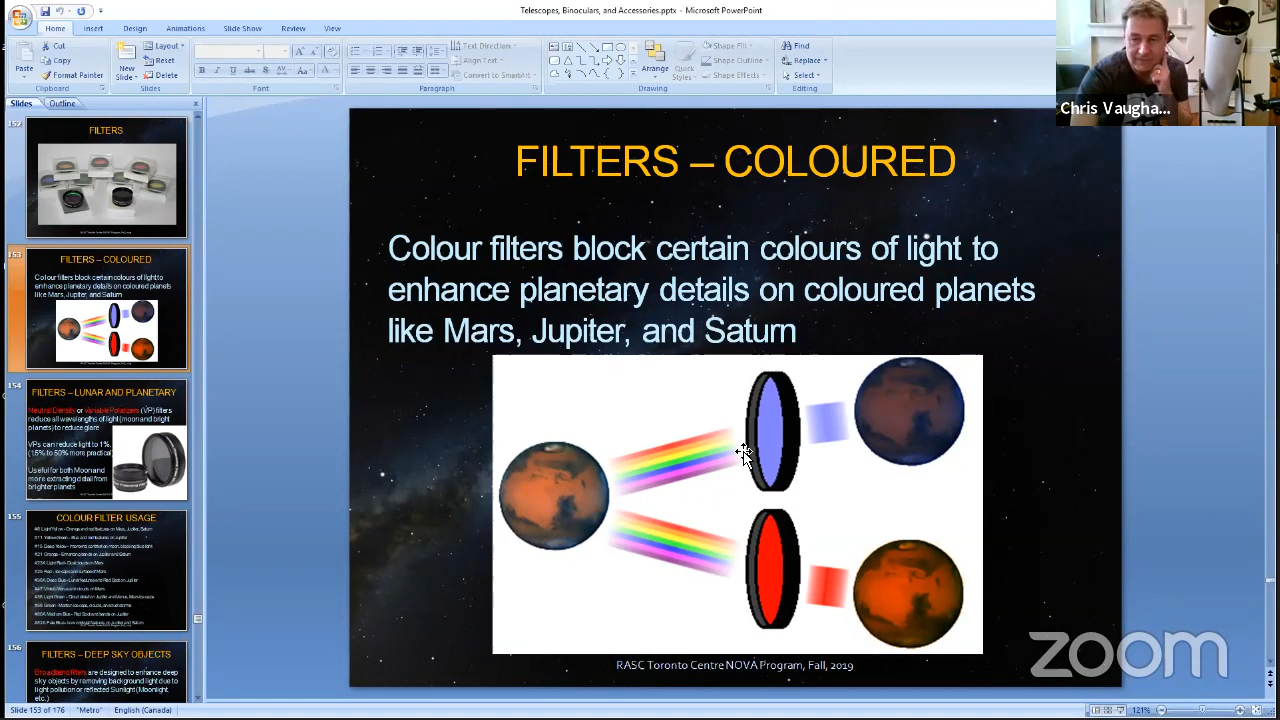 Telescopes, Binoculars, and Accessories.pptx - Microsoft PowerPoint
Home Insert Design Animations Slide Show Review View
Cut
Copy
Format Painter
Paste
Clipboard
New Slide
Layout
Reset
Delete
Slides
Font
Paragraph
Text Direction
Align Text
Convert to SmartArt
Arrange
Quick Styles
Shape Fill
Shape Outline
Shape Effects
Drawing
Find
Replace
Select
Editing
Chris Vaugha...
Slides Outline
152
FILTERS
153
FILTERS – COLOURED
Colour filters block certain colours of light to
enhance planetary details on coloured planets
like Mars, Jupiter, and Saturn
154
FILTERS – LUNAR AND PLANETARY
Neutral Density or Variable Polarizers (VP) filters
reduce all wavelengths of light (moon and bright
planets) to reduce glare
VPs can reduce light to 1%,
(1.5% to 50% more practical)
Useful for both Moon and
more extracting detail from
brighter planets
155
COLOUR FILTER USAGE
156
FILTERS – DEEP SKY OBJECTS
Broadband filters are designed to enhance deep
sky objects by removing background light due to
light pollution or reflected Sunlight (Moonlight,
etc.)
FILTERS – COLOURED
Colour filters block certain colours of light to
enhance planetary details on coloured planets
like Mars, Jupiter, and Saturn
RASC Toronto Centre NOVA Program, Fall, 2019
zoom
Slide 153 of 176 "Metro" English (Canada) 121%